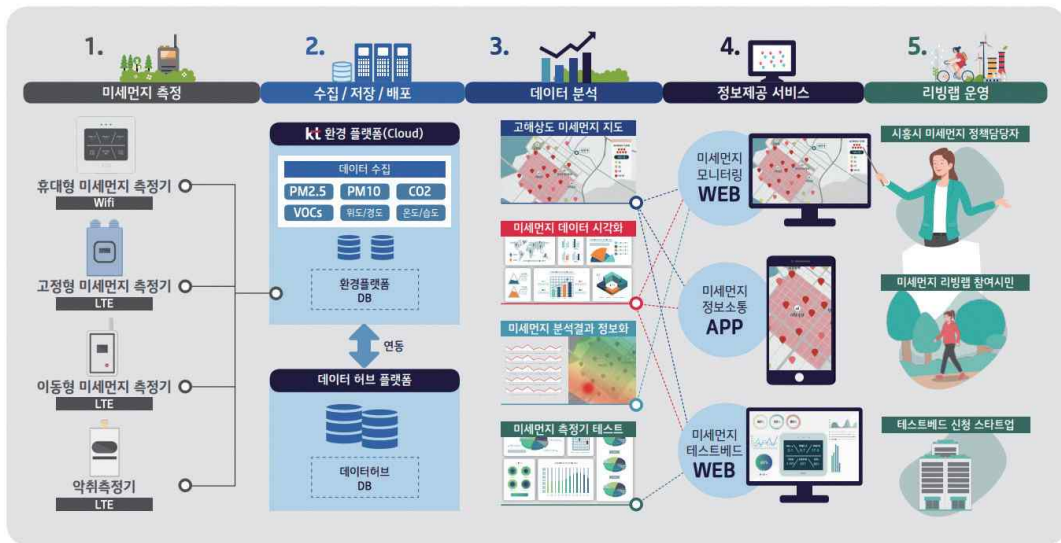 1.
미세먼지 측정
휴대형 미세먼지 측정기
Wifi
고정형 미세먼지 측정기
LTE
이동형 미세먼지 측정기
LTE
악취측정기
LTE
2.
수집 / 저장 / 배포
kt 환경 플랫폼(Cloud)
데이터 수집
PM2.5 PM10 CO2
VOCs 위도/경도 온도/습도
환경플랫폼
DB
연동
데이터 허브 플랫폼
데이터허브
DB
3.
데이터 분석
고해상도 미세먼지 지도
미세먼지 데이터 시각화
미세먼지 분석결과 정보화
미세먼지 측정기 테스트
4.
정보제공 서비스
미세먼지
모니터링
WEB
미세먼지
정보소통
APP
미세먼지
테스트베드
WEB
5.
리빙랩 운영
시흥시 미세먼지 정책담당자
미세먼지 리빙랩 참여시민
테스트베드 신청 스타트업